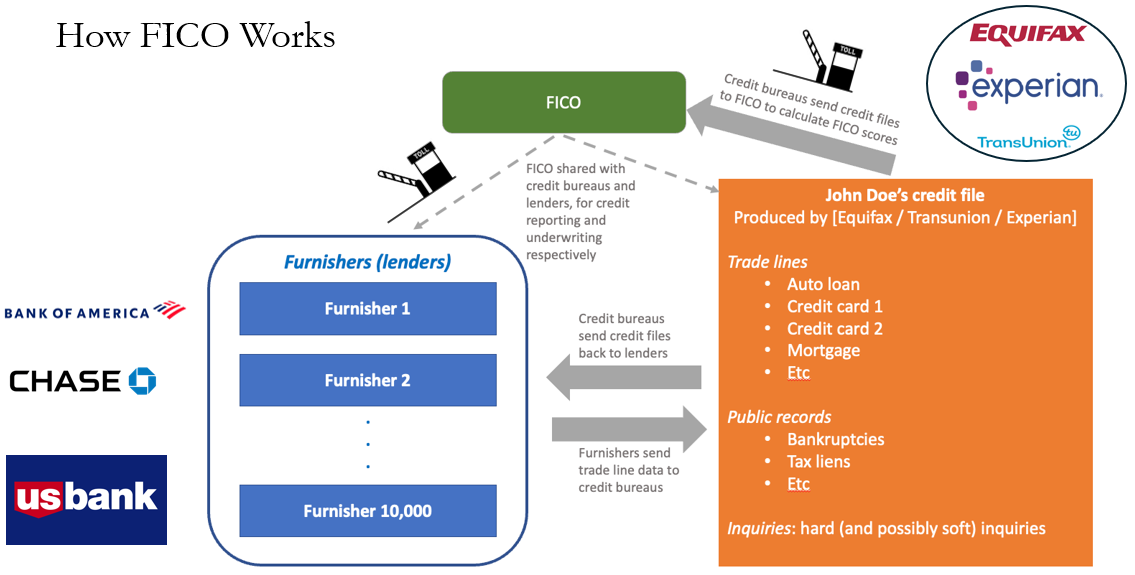 How FICO Works
EQUIFAX
experian.
TransUnion
tu
TOLL
Credit bureaus send credit files
to FICO to calculate FICO scores
FICO
TOLL
FICO shared with
credit bureaus and
lenders, for credit
reporting and
underwriting
respectively
John Doe's credit file
Produced by [Equifax / Transunion / Experian]
Trade lines
• Auto loan
• Credit card 1
• Credit card 2
• Mortgage
• Etc
Public records
• Bankruptcies
• Tax liens
• Etc
Inquiries: hard (and possibly soft) inquiries
Furnishers (lenders)
Furnisher 1
Furnisher 2
Furnisher 10,000
Credit bureaus
send credit files
back to lenders
Furnishers send
trade line data to
credit bureaus
BANK OF AMERICA
CHASE
usbank